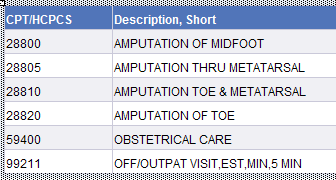 CPT/HCPCS Description, Short
28800 AMPUTATION OF MIDFOOT
28805 AMPUTATION THRU METATARSAL
28810 AMPUTATION TOE & METATARSAL
28820 AMPUTATION OF TOE
59400 OBSTETRICAL CARE
99211 OFF/OUTPAT VISIT,EST,MIN,5 MIN